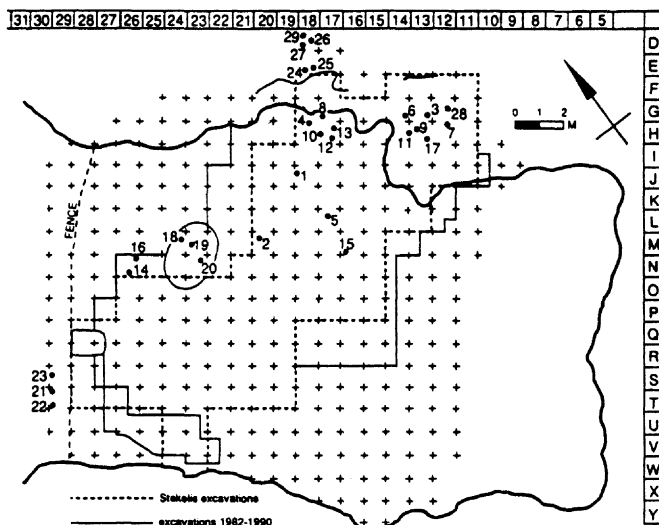 31 30 29 28 27 26 25 24 23 22 21 20 19 18 17 16 15 14 13 12 11 10 9 8 7 6 5
29 26 D
27
24 25 E
F
8 6 3 28 G
4
10 13 11 9 7 H
12 17
0 1 2
M
I
1 J
K
5 L
18 19 2 M
16 15
20 N
14
FENCE
O
P
Q
R
23 S
21
22 T
U
V
W
Stekelis excavations X
excavations 1982-1990 Y